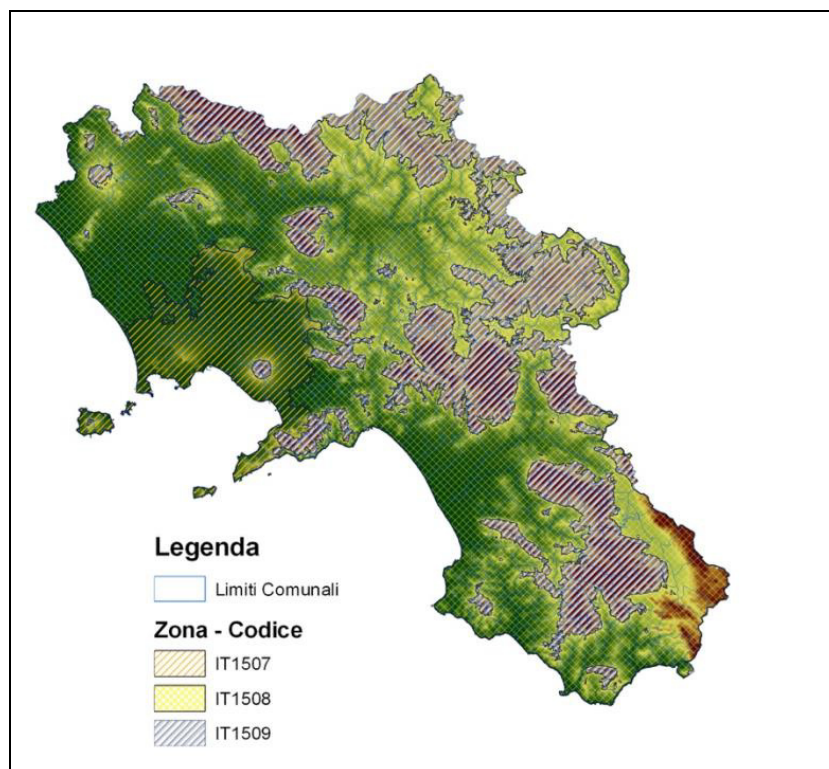 Legenda
Limiti Comunali
Zona - Codice
IT1507
IT1508
IT1509